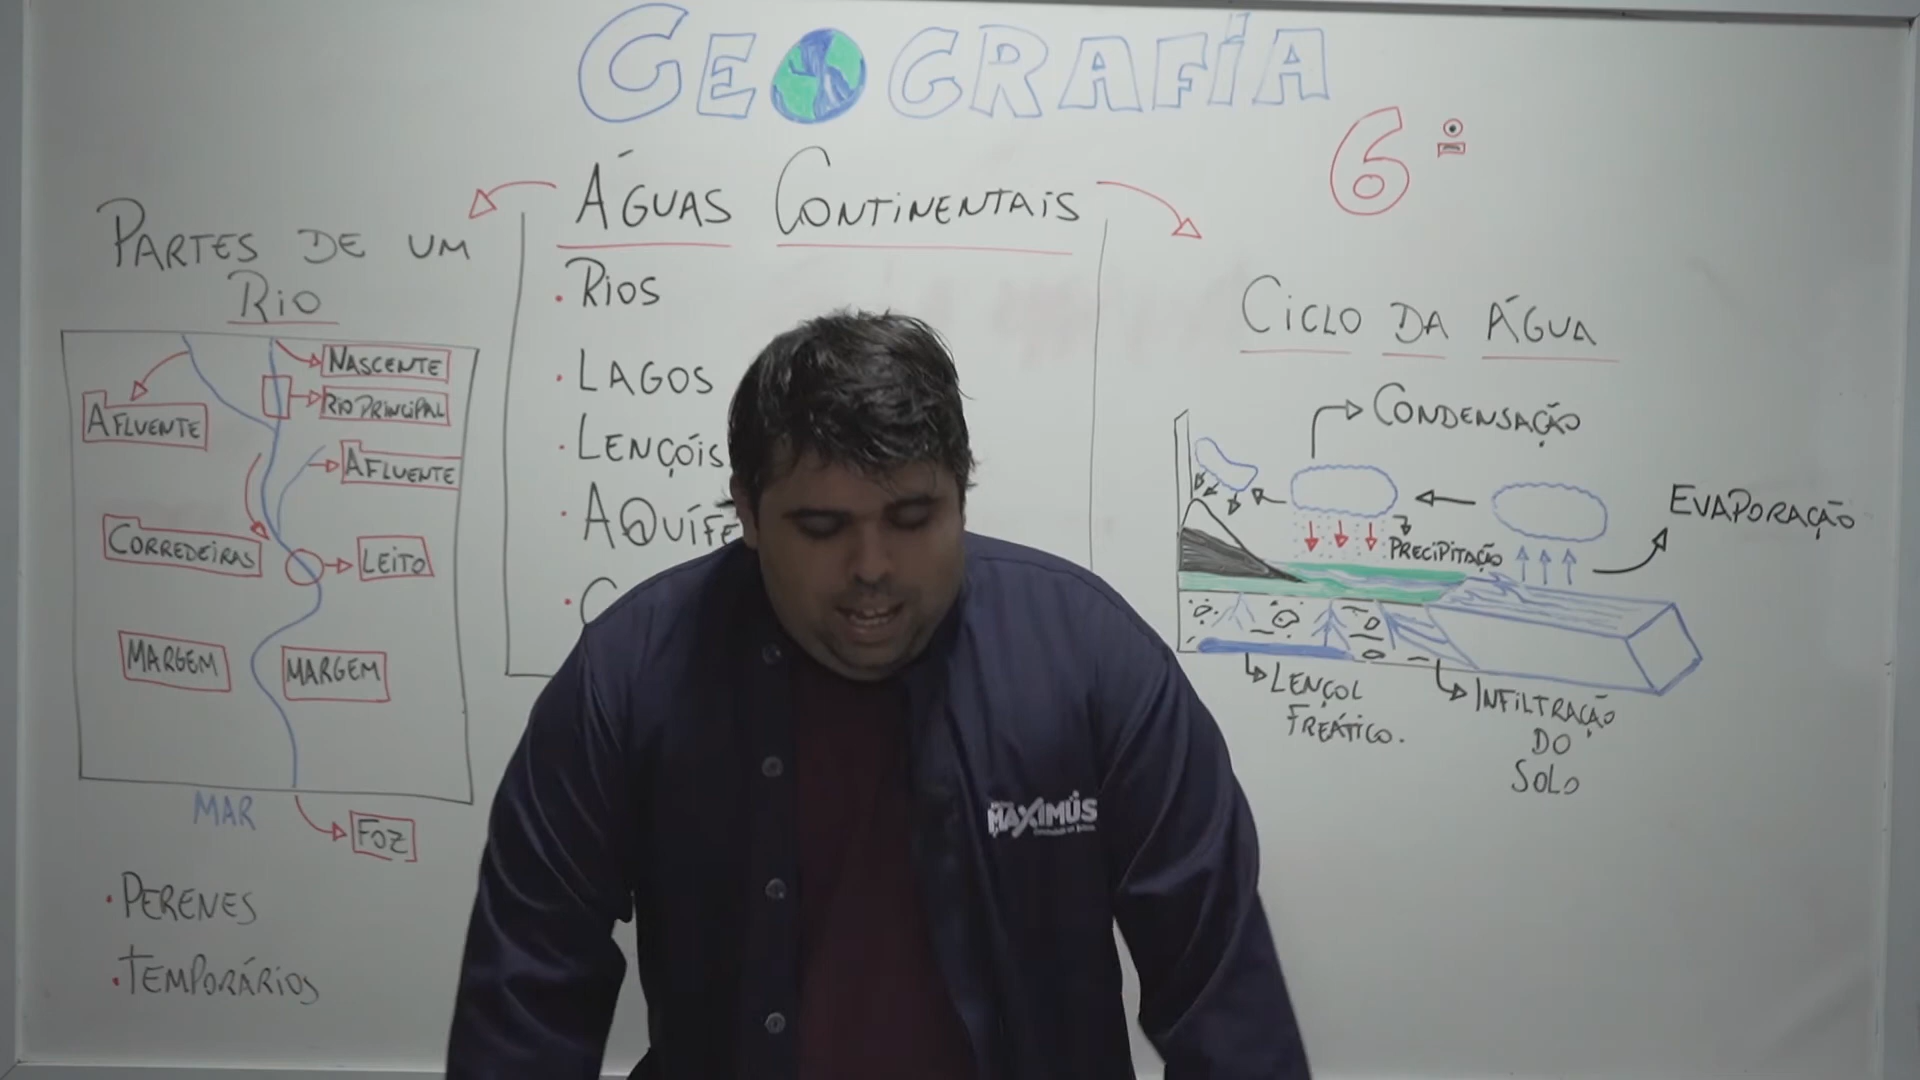 GEOGRAFÍA
6º
ÁGUAS CONTINENTAIS
PARTES DE UM
RIO
NASCENTE
RIO PRINCIPAL
AFLUENTE
AFLUENTE
CORREDEIRAS
LEITO
MARGEM
MARGEM
MAR
FOZ
• PERENES
• TEMPORÁRIOS
• RIOS
• LAGOS
• LENÇÓIS
• AQUÍFE
• C
CICLO DA ÁGUA
CONDENSAÇÃO
EVAPORAÇÃO
PRECIPITAÇÃO
LENÇOL
FREÁTICO.
INFILTRAÇÃO
DO
SOLO
MAXIMUS